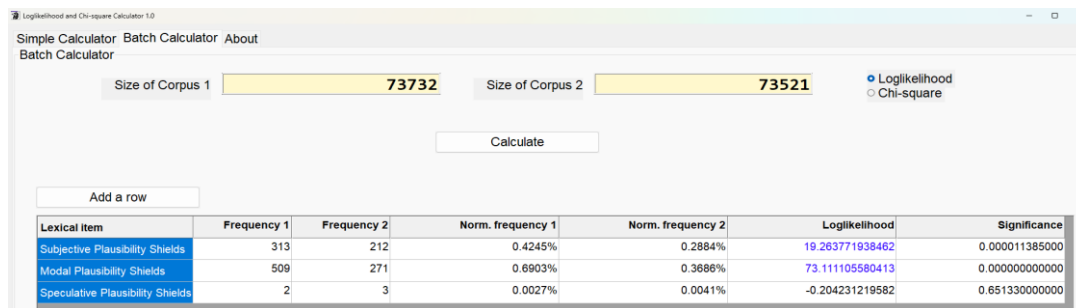 Loglikelihood and Chi-square Calculator 1.0
Simple Calculator Batch Calculator About
Batch Calculator
Size of Corpus 1 73732 Size of Corpus 2 73521 Loglikelihood
Chi-square
Calculate
Add a row
Lexical item Frequency 1 Frequency 2 Norm. frequency 1 Norm. frequency 2 Loglikelihood Significance
Subjective Plausibility Shields 313 212 0.4245% 0.2884% 19.263771938462 0.000011385000
Modal Plausibility Shields 509 271 0.6903% 0.3686% 73.111105580413 0.000000000000
Speculative Plausibility Shields 2 3 0.0027% 0.0041% -0.204231219582 0.651330000000